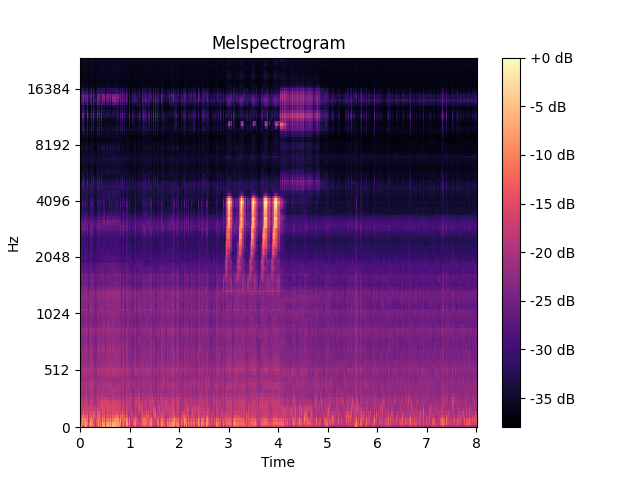 Melspectrogram
Hz
16384
8192
4096
2048
1024
512
0
0 1 2 3 4 5 6 7 8
Time
+0 dB
-5 dB
-10 dB
-15 dB
-20 dB
-25 dB
-30 dB
-35 dB